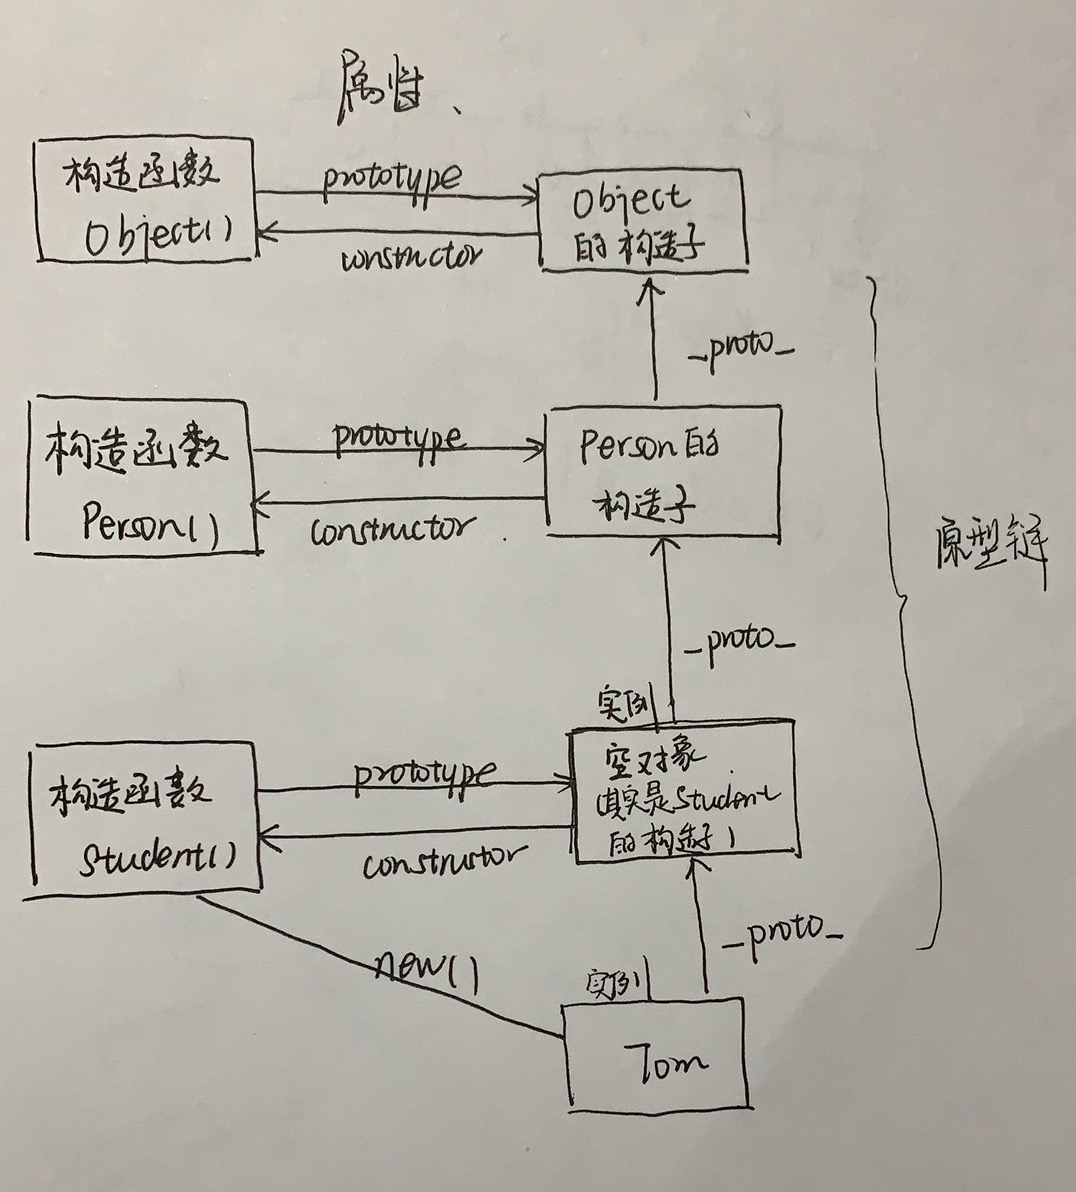 属性、
构造函数
Object()
prototype
constructor
Object
的构造子
_proto_
构造函数
Person()
prototype
constructor
Person的
构造子
原型链
_proto_
实例
构造函数
Student()
prototype
constructor
空对象
(其实是Student
的构造子)
_proto_
new()
实例
Tom